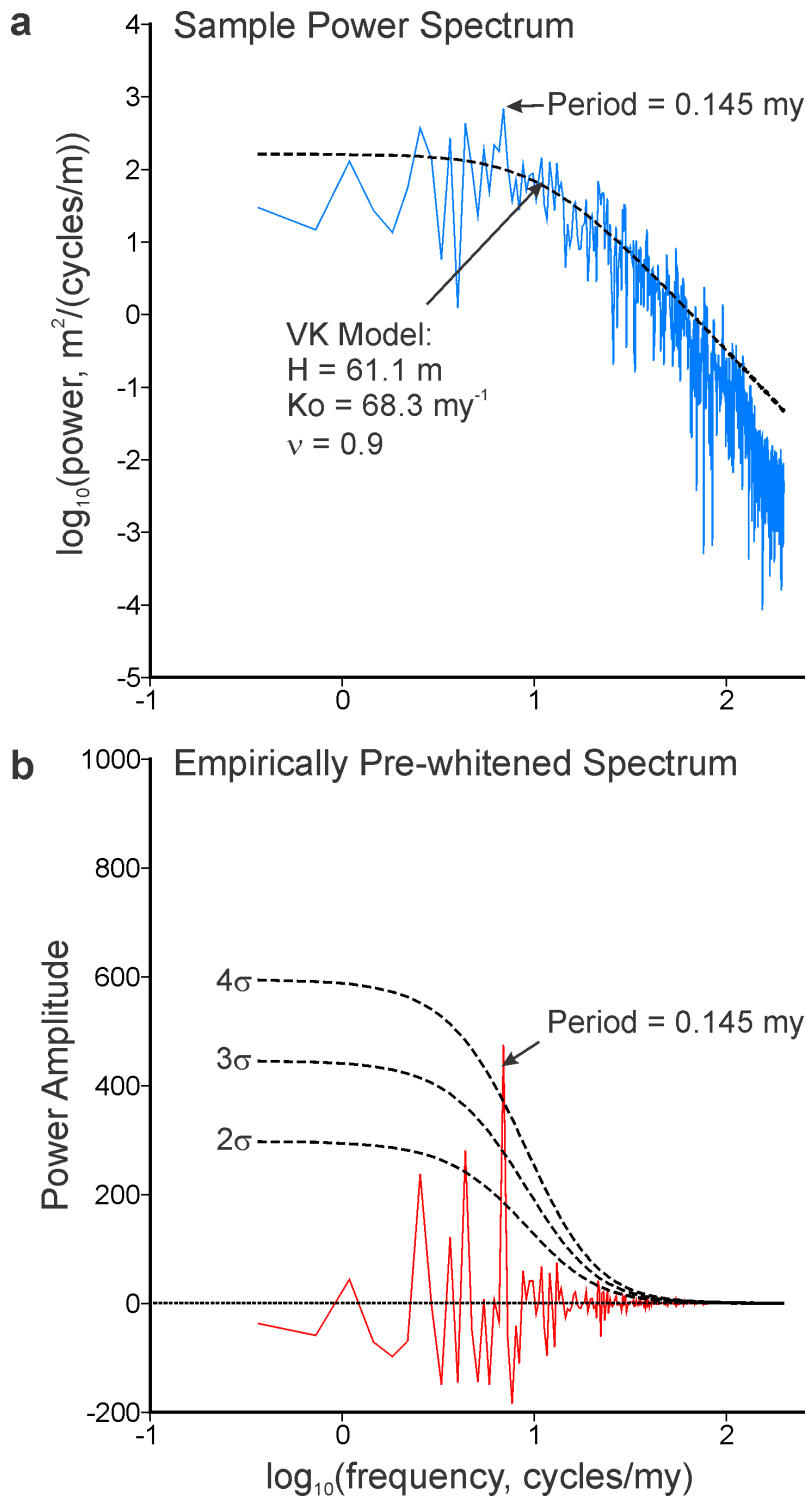 a Sample Power Spectrum
4
3
2
1
0
-1
-2
-3
-4
-5
log₁₀(power, m²/(cycles/m))
Period = 0.145 my
VK Model:
H = 61.1 m
Ko = 68.3 my⁻¹
ν = 0.9
-1 0 1 2
b Empirically Pre-whitened Spectrum
1000
800
600
400
200
0
-200
Power Amplitude
4σ
3σ
2σ
Period = 0.145 my
-1 0 1 2
log₁₀(frequency, cycles/my)